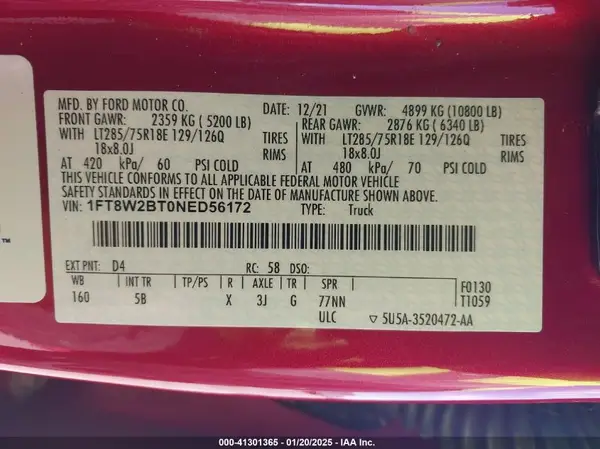 MFD. BY FORD MOTOR CO. DATE: 12/21 GVWR: 4899 KG (10800 LB)
FRONT GAWR: 2359 KG (5200 LB) REAR GAWR: 2876 KG (6340 LB)
WITH LT285/75R18E 129/126Q TIRES WITH LT285/75R18E 129/126Q TIRES
18x8.0J RIMS 18x8.0J RIMS
AT 420 kPa/ 60 PSI COLD AT 480 kPa/ 70 PSI COLD
THIS VEHICLE CONFORMS TO ALL APPLICABLE FEDERAL MOTOR VEHICLE
SAFETY STANDARDS IN EFFECT ON THE DATE OF MANUFACTURE SHOWN ABOVE.
VIN: 1FT8W2BT0NED56172 TYPE: Truck
EXT PNT: D4 RC: 58 DSO:
WB INT TR TP/PS R AXLE TR SPR F0130
160 5B X 3J G 77NN T1059
ULC ▽ 5U5A-3520472-AA
TM
000-41301365 - 01/20/2025 - IAA Inc.